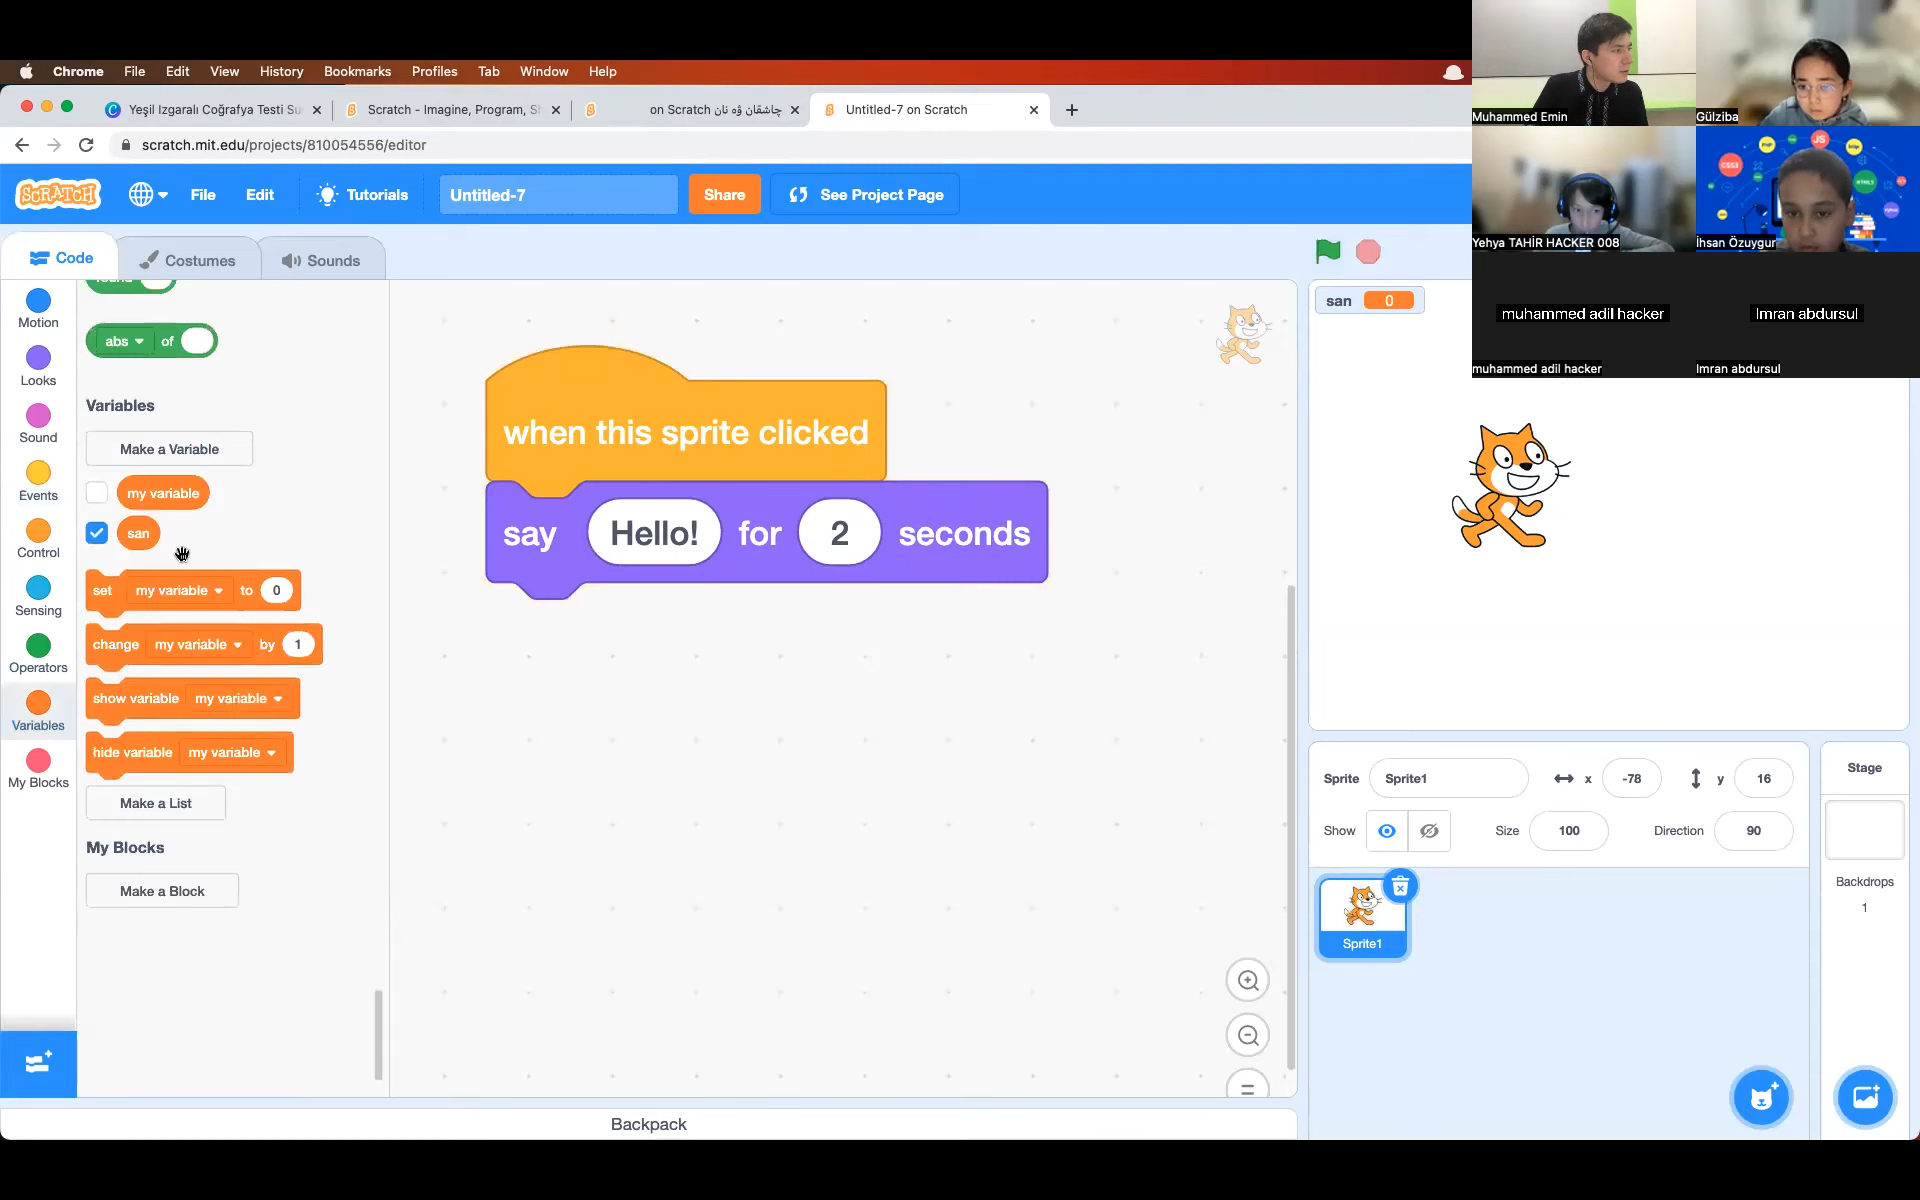 Chrome File Edit View History Bookmarks Profiles Tab Window Help
Yeşil Izgaralı Coğrafya Testi Su
Scratch - Imagine, Program, Sh
چاشقان ۋە نان on Scratch
Untitled-7 on Scratch
scratch.mit.edu/projects/810054556/editor
SCRATCH
File
Edit
Tutorials
Untitled-7
Share
See Project Page
Code
Costumes
Sounds
Motion
Looks
Sound
Events
Control
Sensing
Operators
Variables
My Blocks
abs of
Variables
Make a Variable
my variable
san
set my variable to 0
change my variable by 1
show variable my variable
hide variable my variable
Make a List
My Blocks
Make a Block
when this sprite clicked
say Hello! for 2 seconds
Backpack
san 0
Sprite Sprite1 x -78 y 16
Show Size 100 Direction 90
Sprite1
Stage
Backdrops
1
Muhammed Emin
Gülziba
Yehya TAHİR HACKER 008
İhsan Özuygur
CSS3
PHP
JS
HTML5
muhammed adil hacker
Imran abdursul
muhammed adil hacker
Imran abdursul